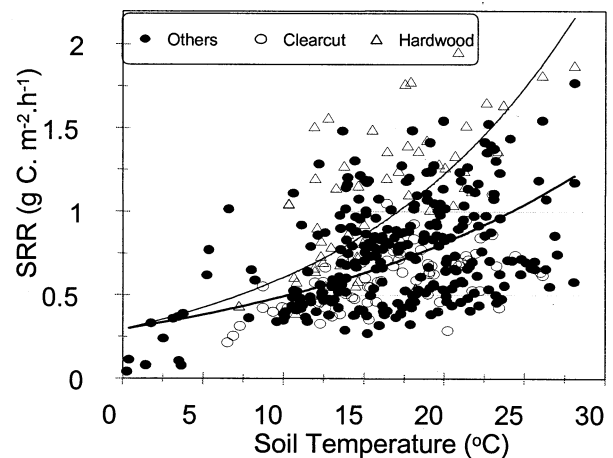 Others Clearcut Hardwood
2
1.5
1
0.5
0
SRR (g C. m-2.h-1)
0 5 10 15 20 25 30
Soil Temperature (oC)